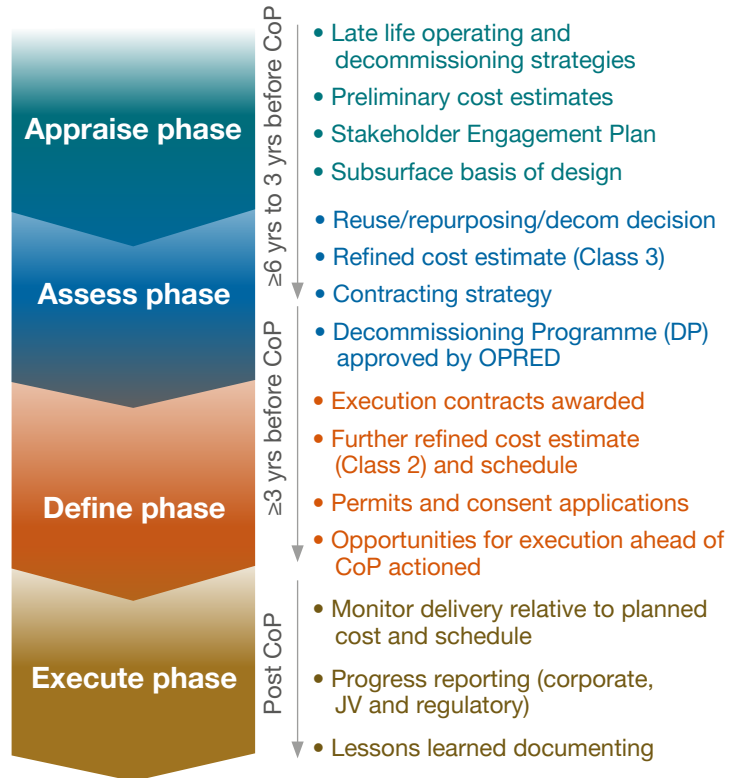 Appraise phase
≥6 yrs to 3 yrs before CoP
• Late life operating and
decommissioning strategies
• Preliminary cost estimates
• Stakeholder Engagement Plan
• Subsurface basis of design
Assess phase
• Reuse/repurposing/decom decision
• Refined cost estimate (Class 3)
• Contracting strategy
≥3 yrs before CoP
• Decommissioning Programme (DP)
approved by OPRED
Define phase
• Execution contracts awarded
• Further refined cost estimate
(Class 2) and schedule
• Permits and consent applications
• Opportunities for execution ahead of
CoP actioned
Execute phase
Post CoP
• Monitor delivery relative to planned
cost and schedule
• Progress reporting (corporate,
JV and regulatory)
• Lessons learned documenting